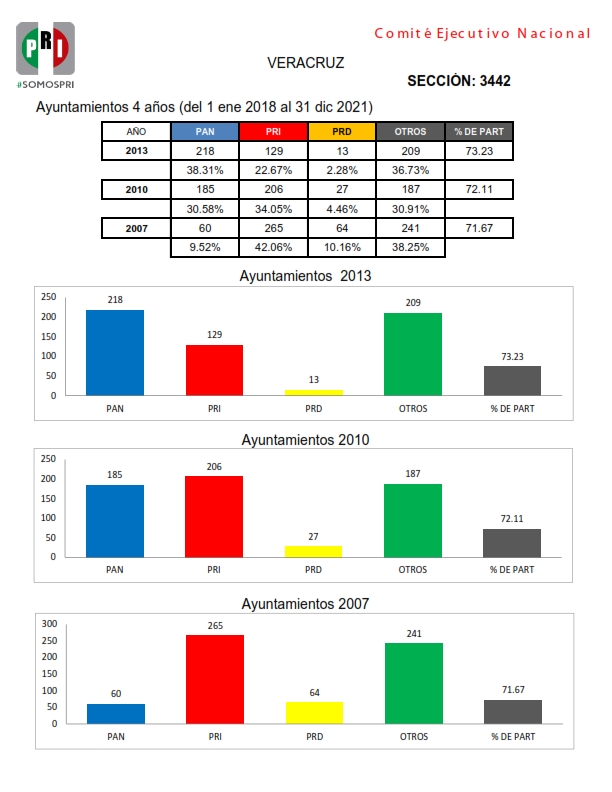 PRI
#SOMOSPRI
Comité Ejecutivo Nacional
VERACRUZ
SECCIÓN: 3442
Ayuntamientos 4 años (del 1 ene 2018 al 31 dic 2021)
AÑO PAN PRI PRD OTROS % DE PART
2013 218 129 13 209 73.23
38.31% 22.67% 2.28% 36.73%
2010 185 206 27 187 72.11
30.58% 34.05% 4.46% 30.91%
2007 60 265 64 241 71.67
9.52% 42.06% 10.16% 38.25%
Ayuntamientos 2013
250
200
150
100
50
0
218
129
13
209
73.23
PAN PRI PRD OTROS % DE PART
Ayuntamientos 2010
250
200
150
100
50
0
185
206
27
187
72.11
PAN PRI PRD OTROS % DE PART
Ayuntamientos 2007
300
250
200
150
100
50
0
60
265
64
241
71.67
PAN PRI PRD OTROS % DE PART